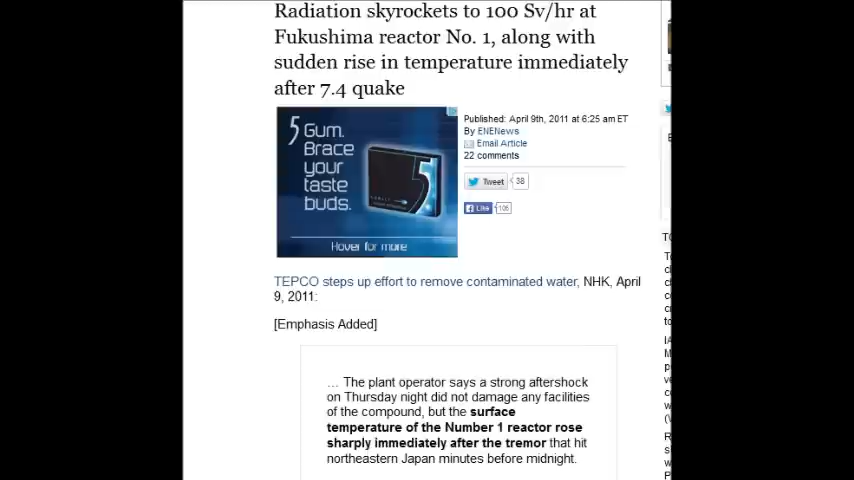 Radiation skyrockets to 100 Sv/hr at
Fukushima reactor No. 1, along with
sudden rise in temperature immediately
after 7.4 quake
5 Gum.
Brace
your
taste
buds.
5
Hover for more
Published: April 9th, 2011 at 6:25 am ET
By ENENews
Email Article
22 comments
Tweet 38
Like 106
TEPCO steps up effort to remove contaminated water, NHK, April
9, 2011:
[Emphasis Added]
… The plant operator says a strong aftershock
on Thursday night did not damage any facilities
of the compound, but the surface
temperature of the Number 1 reactor rose
sharply immediately after the tremor that hit
northeastern Japan minutes before midnight.